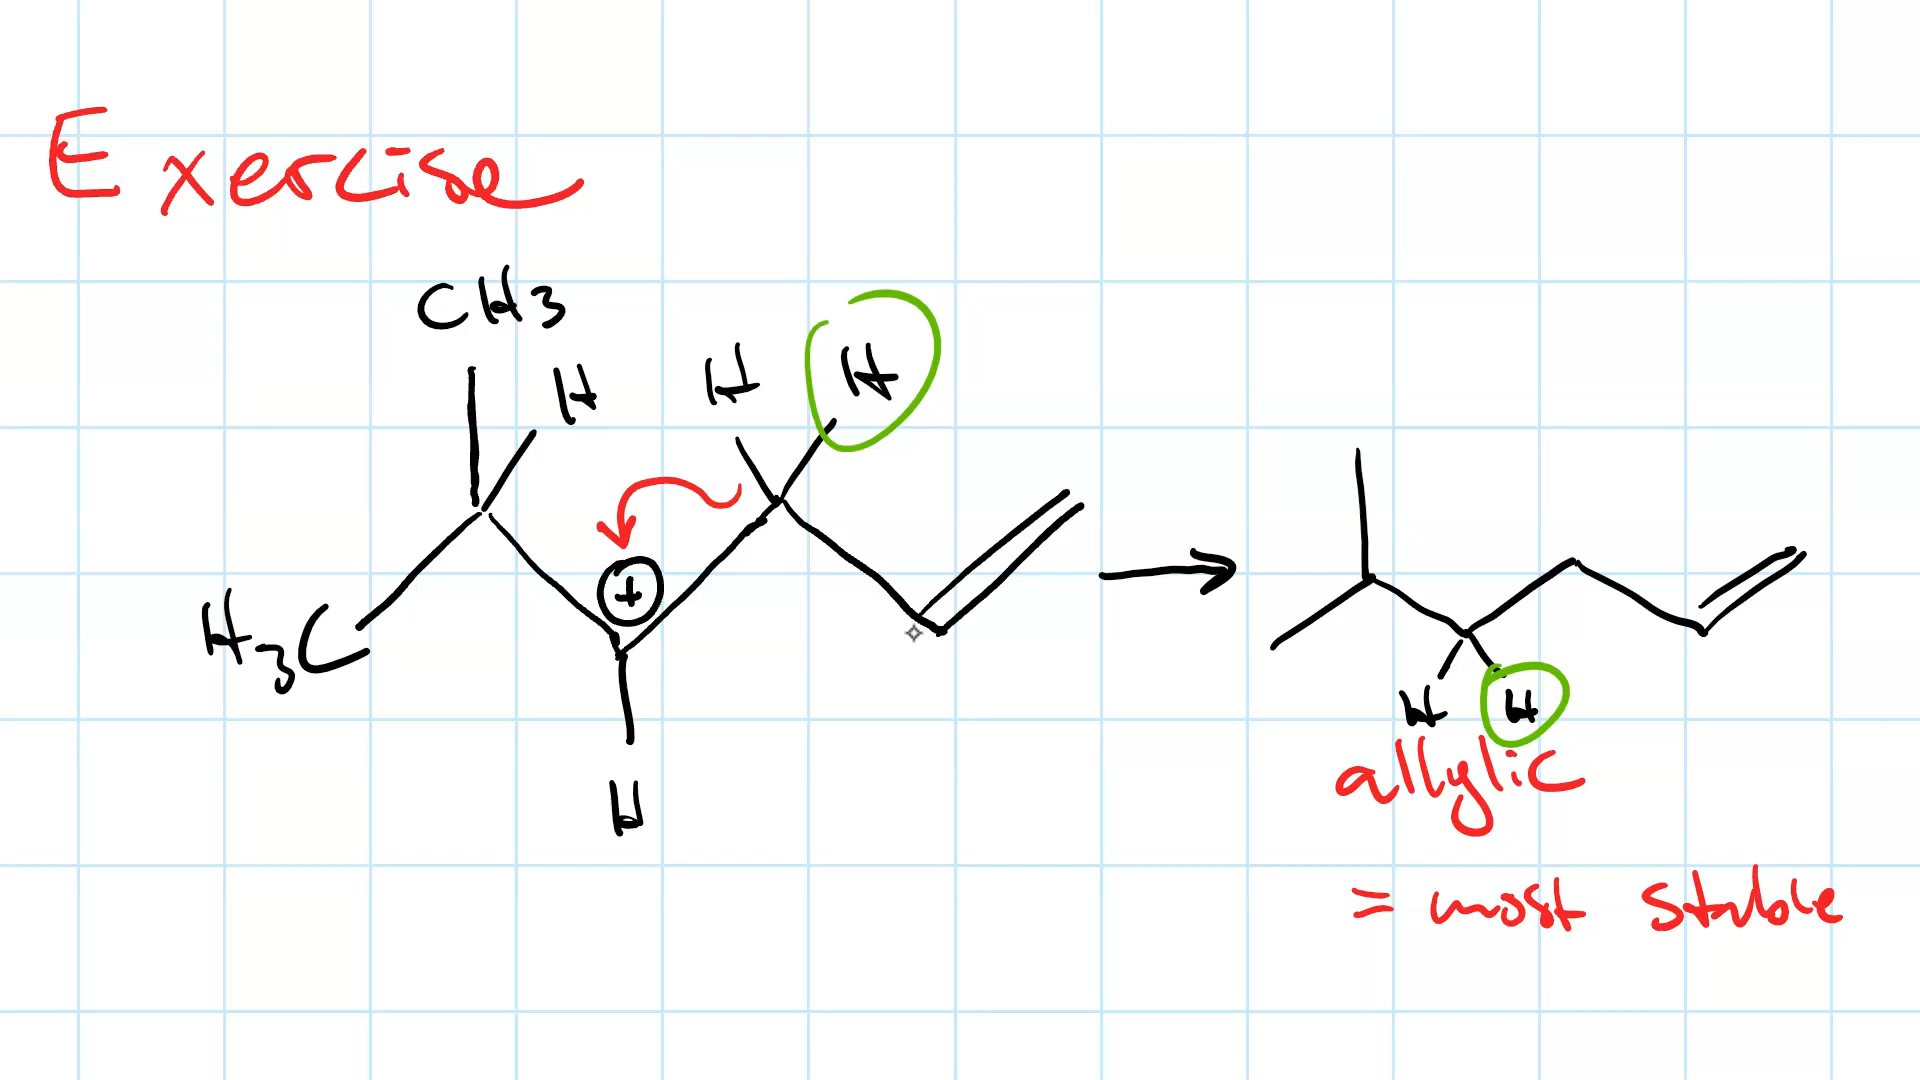 Exercise
CH3
H H H
+
H3C
H
H H
allylic
= most stable